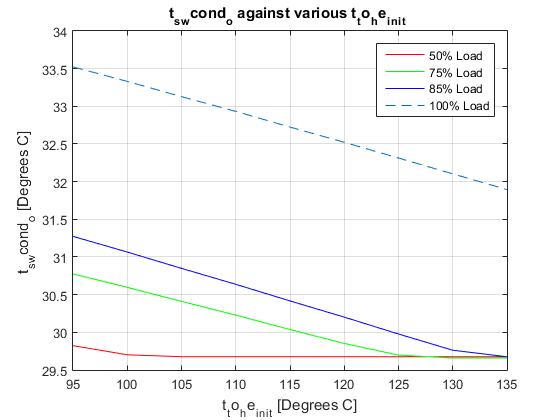 t_sw cond_o against various t_t o_h e_init
34
33.5
33
32.5
32
31.5
31
30.5
30
29.5
t_sw cond_o [Degrees C]
50% Load
75% Load
85% Load
100% Load
95 100 105 110 115 120 125 130 135
t_t o_h e_init [Degrees C]